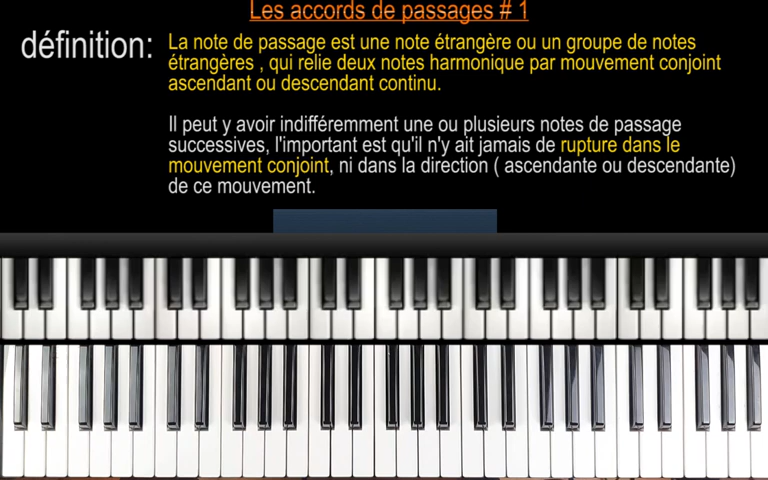 Les accords de passages # 1
définition:
La note de passage est une note étrangère ou un groupe de notes
étrangères , qui relie deux notes harmonique par mouvement conjoint
ascendant ou descendant continu.
Il peut y avoir indifféremment une ou plusieurs notes de passage
successives, l'important est qu'il n'y ait jamais de rupture dans le
mouvement conjoint, ni dans la direction ( ascendante ou descendante)
de ce mouvement.